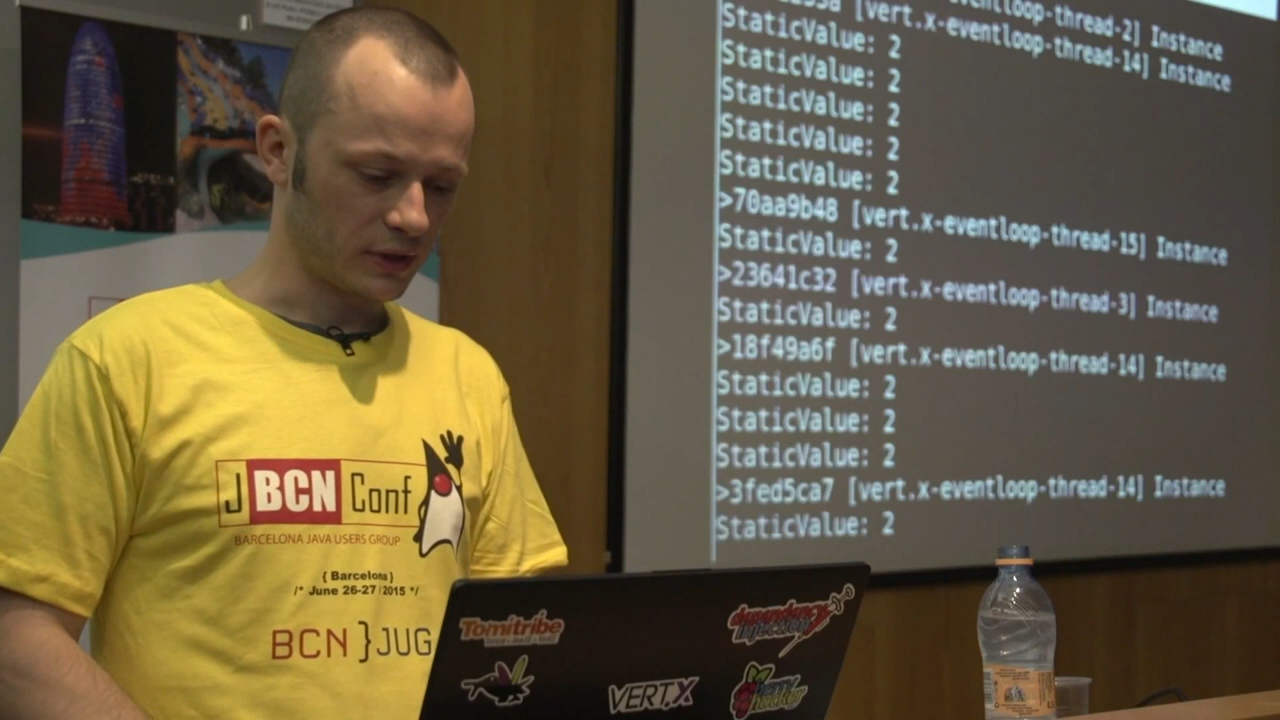 [vert.x-eventloop-thread-2] Instance
StaticValue: 2 [vert.x-eventloop-thread-14] Instance
StaticValue: 2
StaticValue: 2
StaticValue: 2
StaticValue: 2
>70aa9b48 [vert.x-eventloop-thread-15] Instance
StaticValue: 2
>23641c32 [vert.x-eventloop-thread-3] Instance
StaticValue: 2
>18f49a6f [vert.x-eventloop-thread-14] Instance
StaticValue: 2
StaticValue: 2
StaticValue: 2
>3fed5ca7 [vert.x-eventloop-thread-14] Instance
StaticValue: 2
JBCNConf
BARCELONA JAVA USERS GROUP
{ Barcelona }
/* June 26-27 / 2015 */
BCN }JUG
Tomitribe
dependency
injection
VERT.X